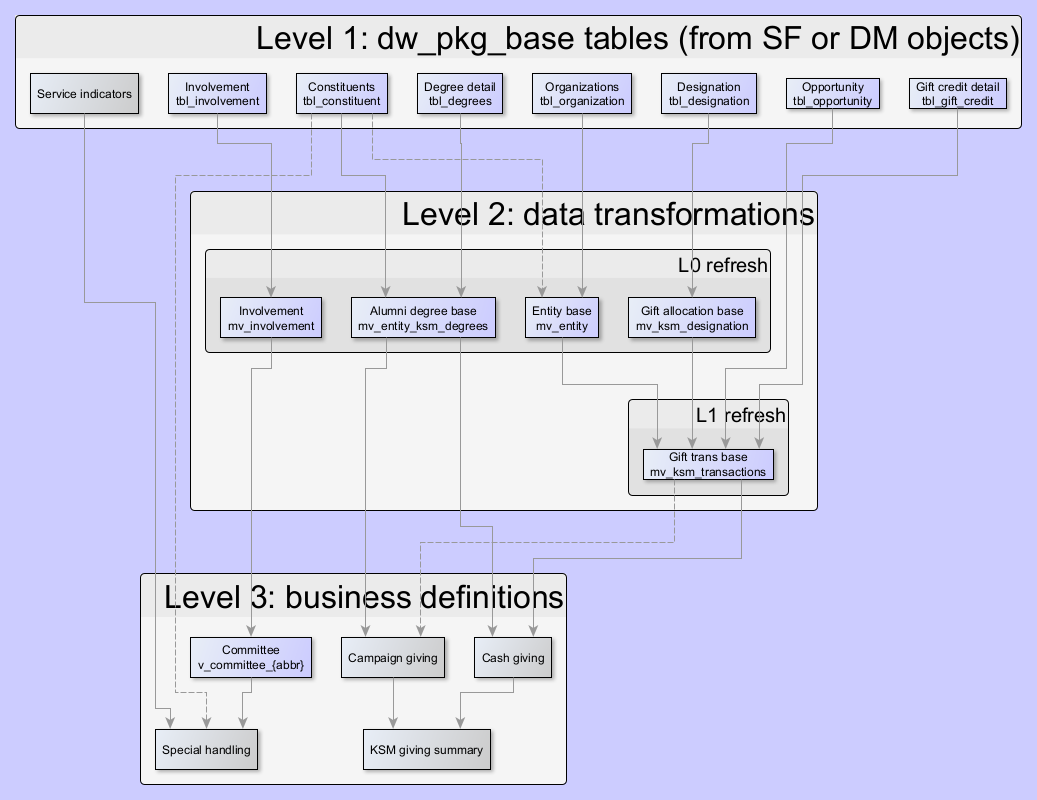 Level 1: dw_pkg_base tables (from SF or DM objects)
Service indicators
Involvement
tbl_involvement
Constituents
tbl_constituent
Degree detail
tbl_degrees
Organizations
tbl_organization
Designation
tbl_designation
Opportunity
tbl_opportunity
Gift credit detail
tbl_gift_credit
Level 2: data transformations
L0 refresh
Involvement
mv_involvement
Alumni degree base
mv_entity_ksm_degrees
Entity base
mv_entity
Gift allocation base
mv_ksm_designation
L1 refresh
Gift trans base
mv_ksm_transactions
Level 3: business definitions
Committee
v_committee_{abbr}
Campaign giving
Cash giving
Special handling
KSM giving summary